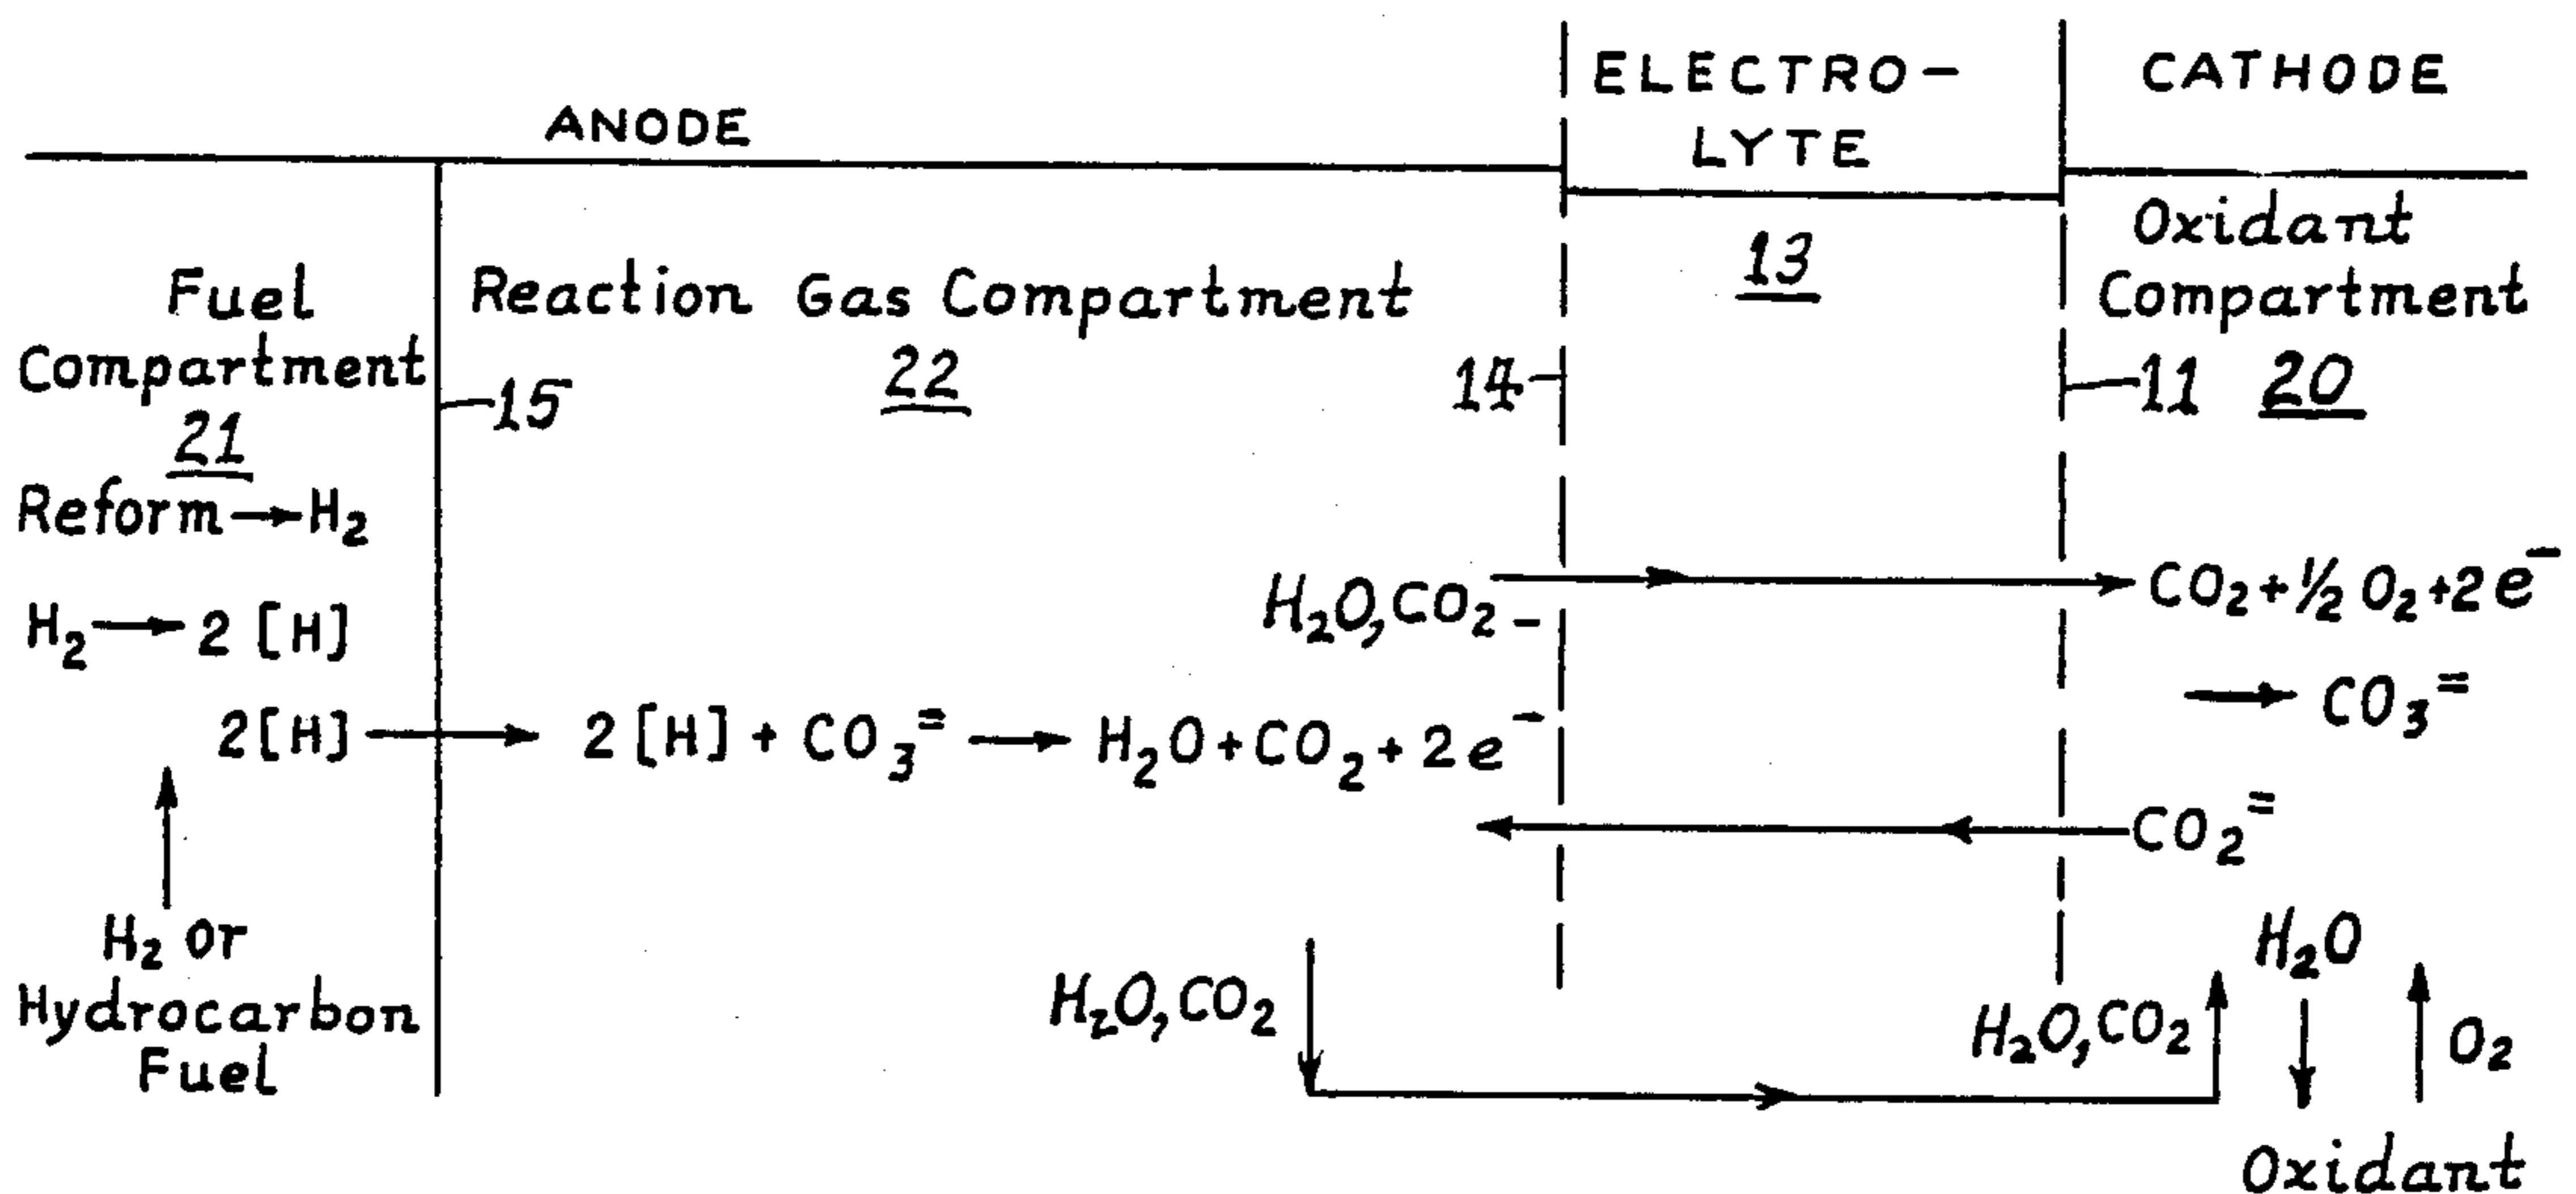 ANODE
ELECTRO-
LYTE
CATHODE
Fuel
Compartment
21
Reform → H₂
H₂ → 2 [H]
2[H] →
H₂ or
Hydrocarbon
Fuel
15
Reaction Gas Compartment
22
14
2 [H] + CO₃⁼ → H₂O + CO₂ + 2e⁻
H₂O, CO₂
H₂O, CO₂
13
Oxidant
Compartment
11 20
CO₂ + ½ O₂ + 2e⁻
→ CO₃⁼
CO₂⁼
H₂O, CO₂
H₂O
O₂
Oxidant